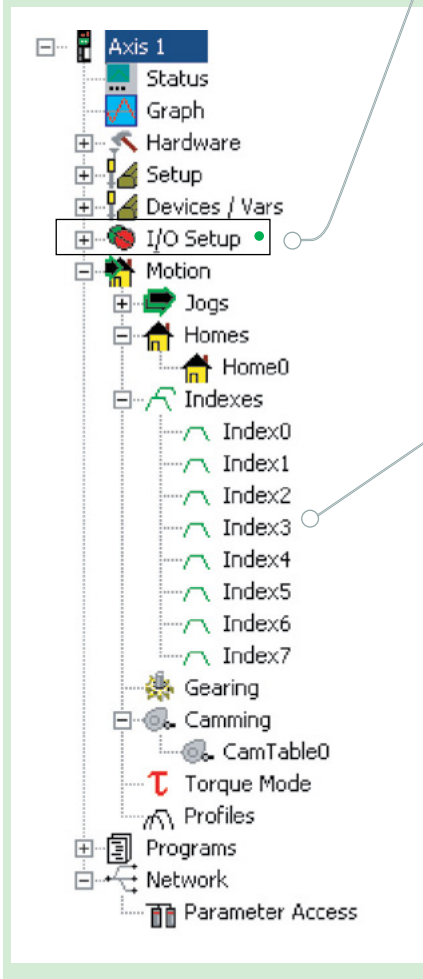 Axis 1
Status
Graph
Hardware
Setup
Devices / Vars
I/O Setup
Motion
Jogs
Homes
Home0
Indexes
Index0
Index1
Index2
Index3
Index4
Index5
Index6
Index7
Gearing
Camming
CamTable0
τ Torque Mode
Profiles
Programs
Network
Parameter Access